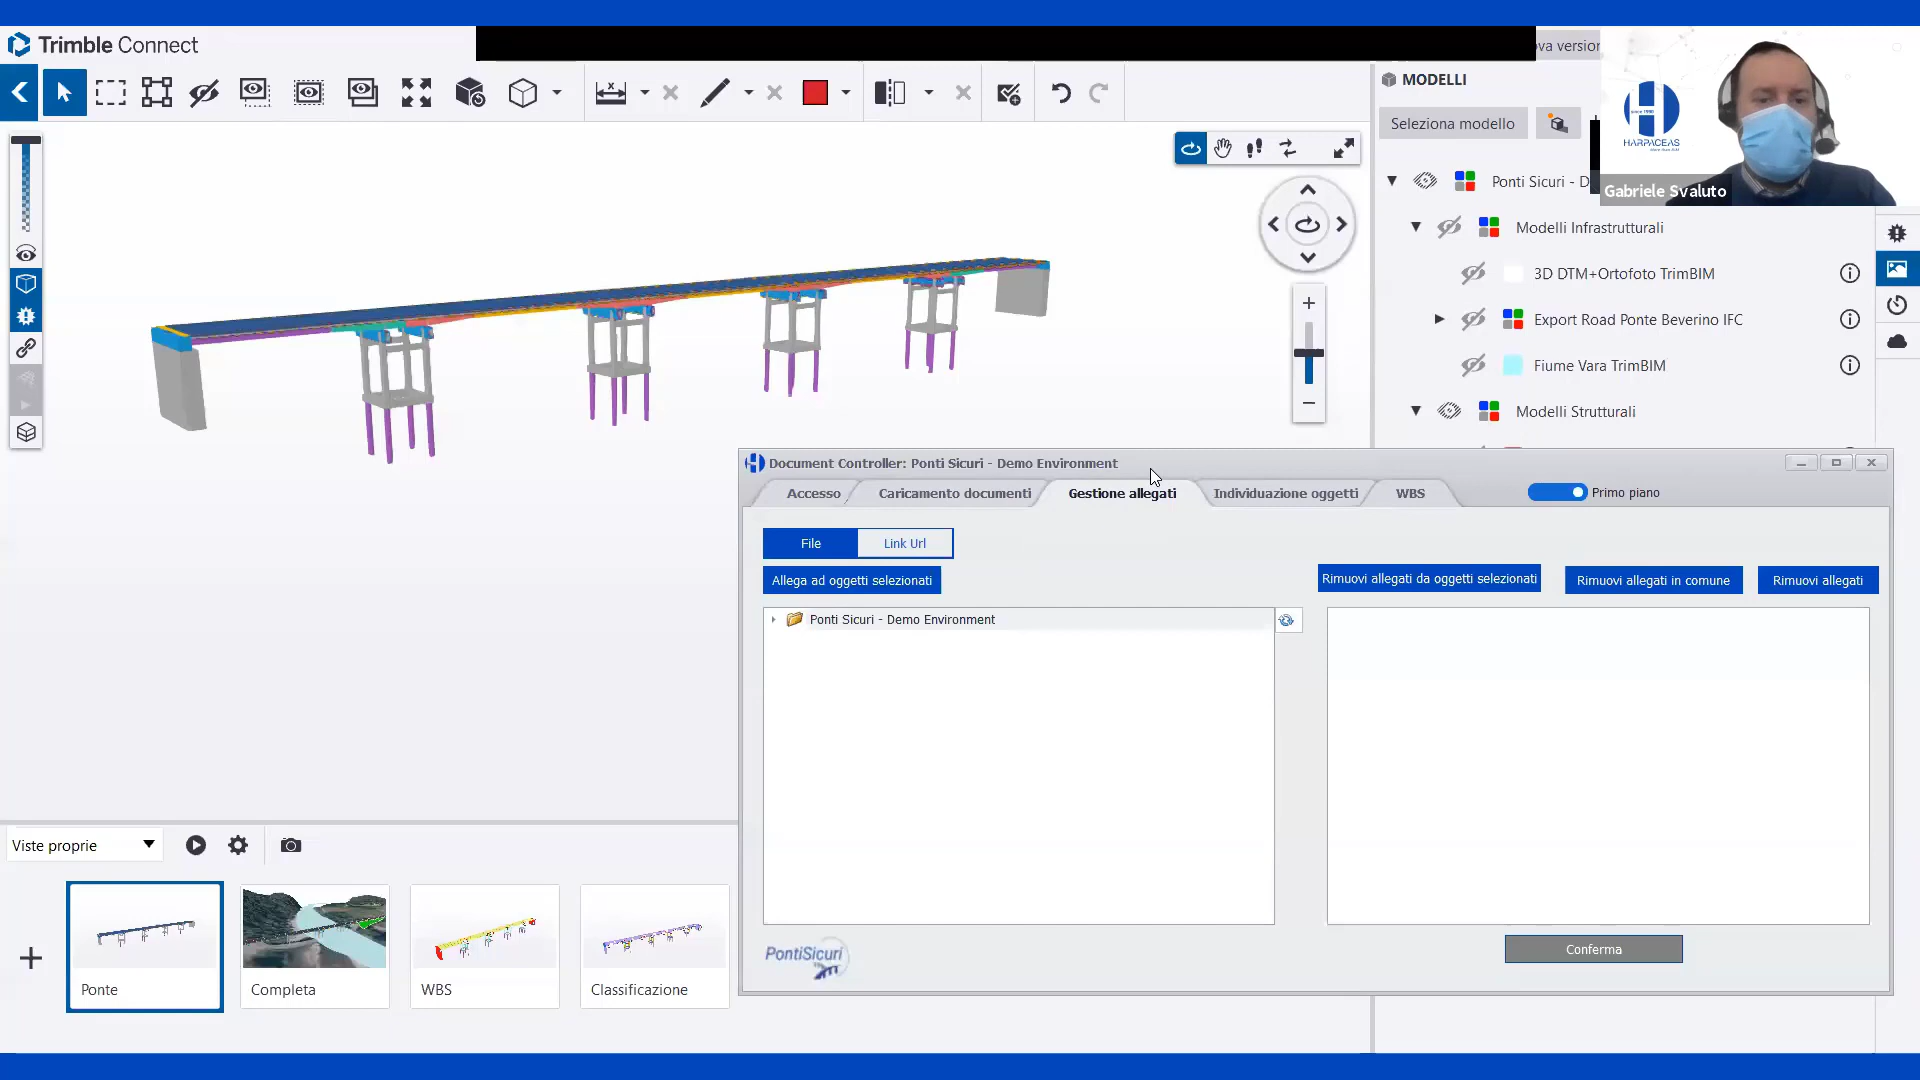 Trimble Connect
ova version
MODELLI
Seleziona modello
HARPACEAS
Gabriele Svaluto
Ponti Sicuri - D
Modelli Infrastrutturali
3D DTM+Ortofoto TrimBIM
Export Road Ponte Beverino IFC
Fiume Vara TrimBIM
Modelli Strutturali
Document Controller: Ponti Sicuri - Demo Environment
Accesso
Caricamento documenti
Gestione allegati
Individuazione oggetti
WBS
Primo piano
File
Link Url
Allega ad oggetti selezionati
Rimuovi allegati da oggetti selezionati
Rimuovi allegati in comune
Rimuovi allegati
Ponti Sicuri - Demo Environment
PontiSicuri
Conferma
Viste proprie
Ponte
Completa
WBS
Classificazione